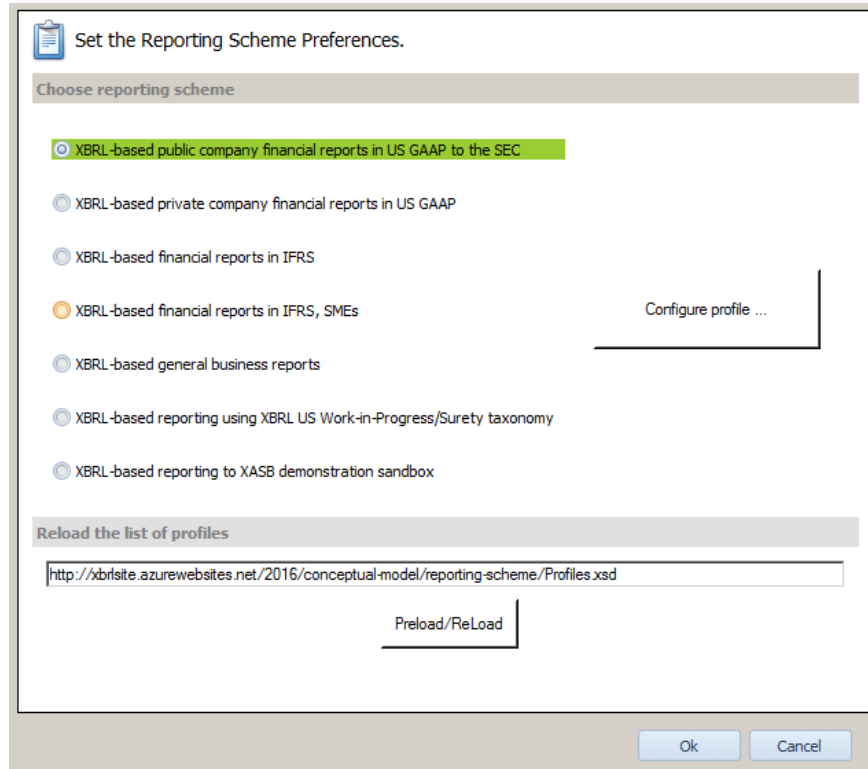 Set the Reporting Scheme Preferences.
Choose reporting scheme
XBRL-based public company financial reports in US GAAP to the SEC
XBRL-based private company financial reports in US GAAP
XBRL-based financial reports in IFRS
XBRL-based financial reports in IFRS, SMEs
Configure profile ...
XBRL-based general business reports
XBRL-based reporting using XBRL US Work-in-Progress/Surety taxonomy
XBRL-based reporting to XASB demonstration sandbox
Reload the list of profiles
http://xbrlsite.azurewebsites.net/2016/conceptual-model/reporting-scheme/Profiles.xsd
Preload/ReLoad
Ok
Cancel